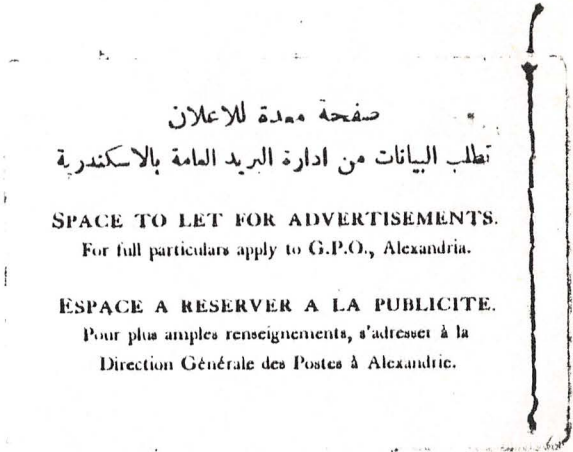 صفحة معدة للاعلان
تطلب البيانات من ادارة البريد العامة بالاسكندرية
SPACE TO LET FOR ADVERTISEMENTS.
For full particulars apply to G.P.O., Alexandria.
ESPACE A RESERVER A LA PUBLICITE.
Pour plus amples renseignements, s'adresser à la
Direction Générale des Postes à Alexandrie.